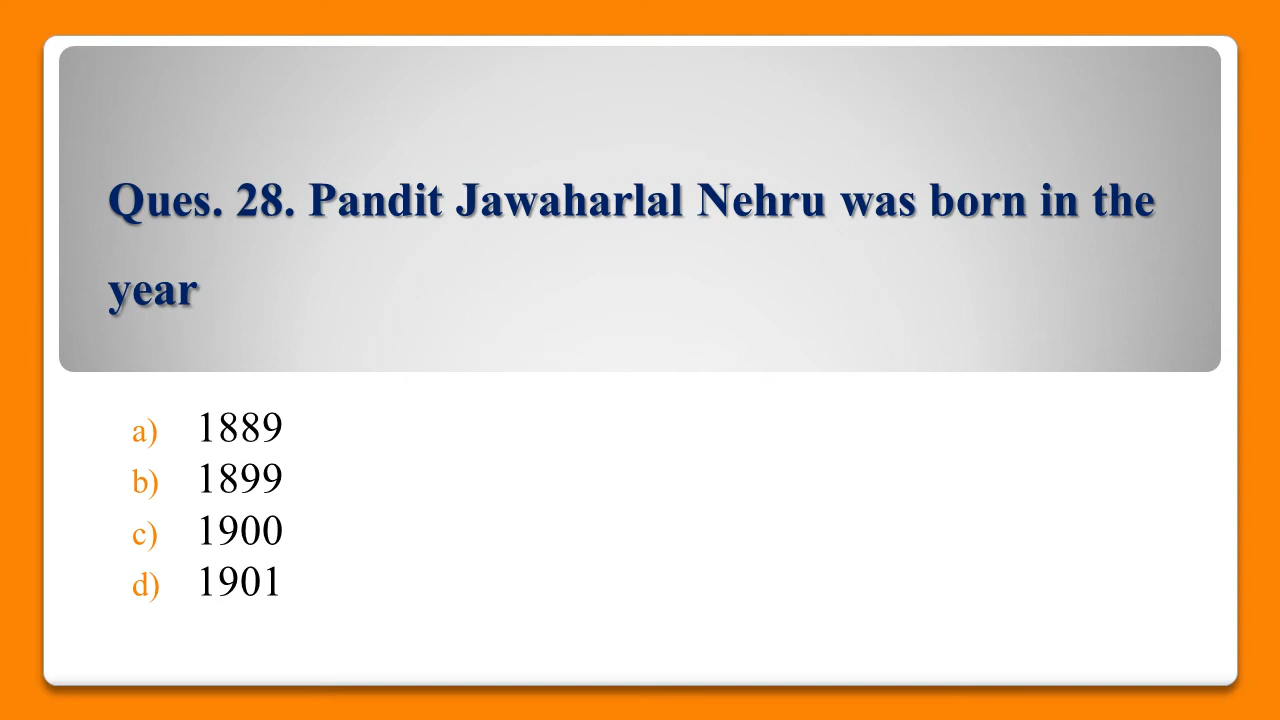 Ques. 28. Pandit Jawaharlal Nehru was born in the
year
a) 1889
b) 1899
c) 1900
d) 1901